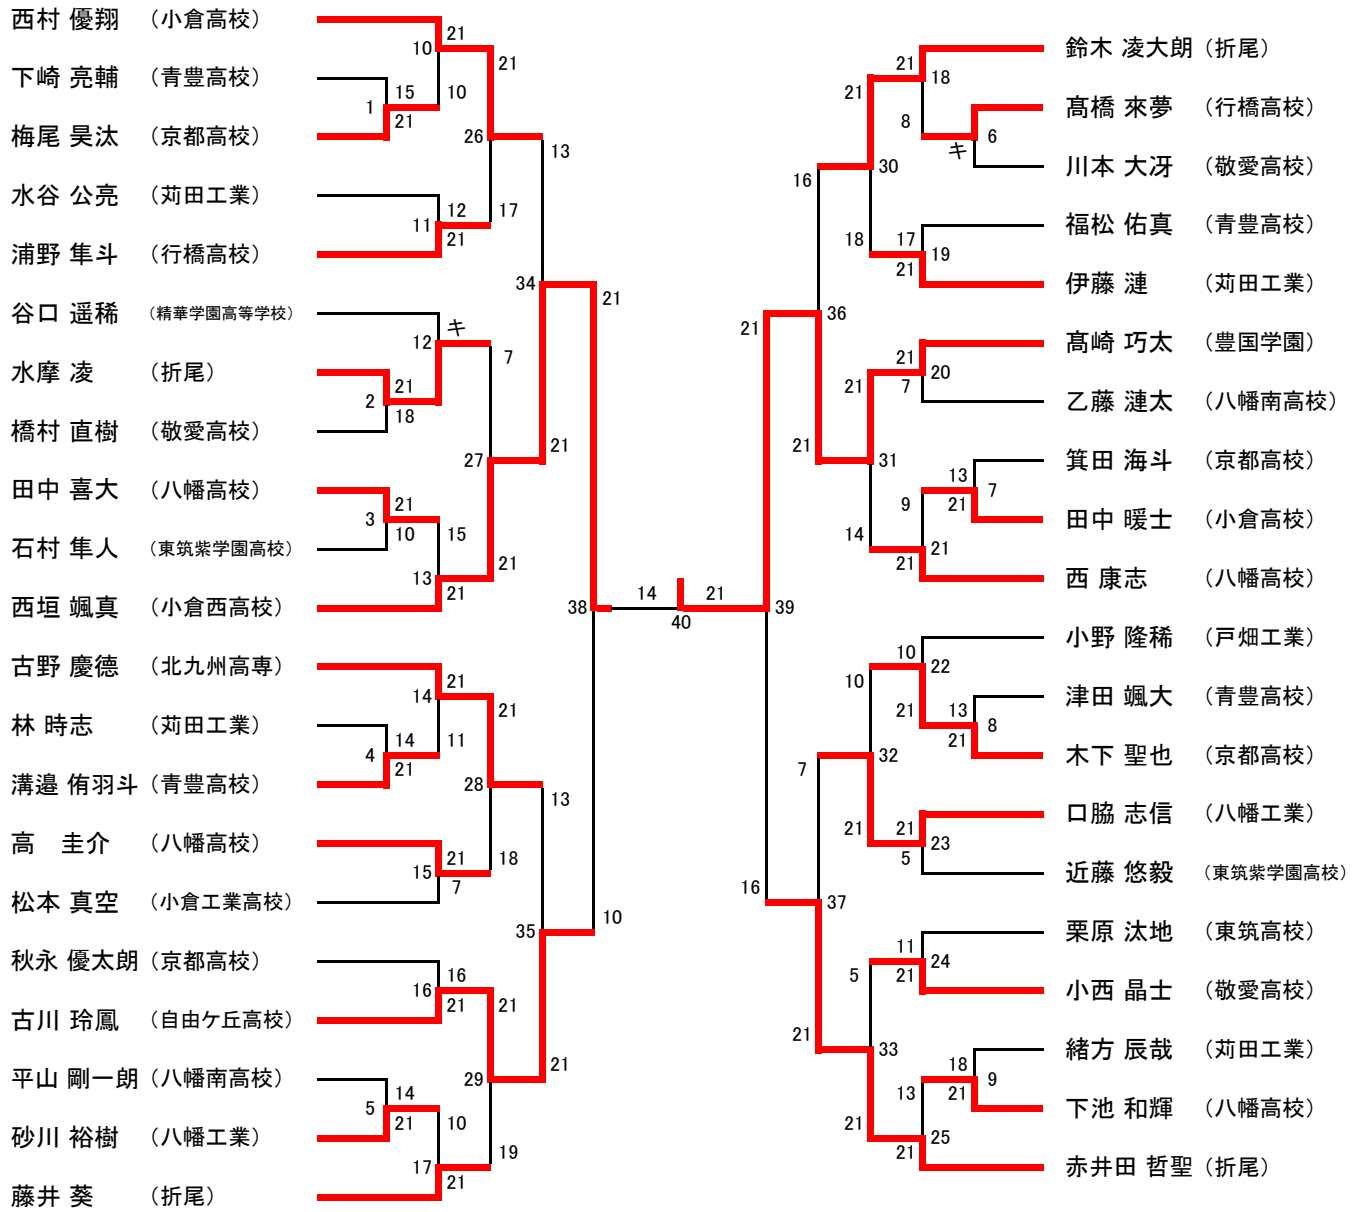 西村 優翔 (小倉高校)
下崎 亮輔 (青豊高校)
梅尾 昊汰 (京都高校)
水谷 公亮 (苅田工業)
浦野 隼斗 (行橋高校)
谷口 遥稀 (精華学園高等学校)
水摩 凌 (折尾)
橋村 直樹 (敬愛高校)
田中 喜大 (八幡高校)
石村 隼人 (東筑紫学園高校)
西垣 颯真 (小倉西高校)
古野 慶德 (北九州高専)
林 時志 (苅田工業)
溝邉 侑羽斗 (青豊高校)
高 圭介 (八幡高校)
松本 真空 (小倉工業高校)
秋永 優太朗 (京都高校)
古川 玲鳳 (自由ケ丘高校)
平山 剛一朗 (八幡南高校)
砂川 裕樹 (八幡工業)
藤井 葵 (折尾)
21
10
21
15
10
1
21
26
13
12
17
11
21
34
21
キ
12
7
21
2
18
27
21
21
3
10
15
13
21
21
38
21
14
21
14
11
4
21
28
13
21
18
15
7
35
10
16
16
21
21
29
21
14
5
21
10
19
17
21
14
21
40
鈴木 凌大朗 (折尾)
髙橋 來夢 (行橋高校)
川本 大冴 (敬愛高校)
福松 佑真 (青豊高校)
伊藤 漣 (苅田工業)
髙崎 巧太 (豊国学園)
乙藤 漣太 (八幡南高校)
箕田 海斗 (京都高校)
田中 暖士 (小倉高校)
西 康志 (八幡高校)
小野 隆稀 (戸畑工業)
津田 颯大 (青豊高校)
木下 聖也 (京都高校)
口脇 志信 (八幡工業)
近藤 悠毅 (東筑紫学園高校)
栗原 汰地 (東筑高校)
小西 晶士 (敬愛高校)
緒方 辰哉 (苅田工業)
下池 和輝 (八幡高校)
赤井田 哲聖 (折尾)
21
18
21
8
6
キ
16
30
18
17
19
21
21
36
21
20
21
7
21
31
13
7
9
21
14
21
21
39
10
22
10
13
21
8
21
7
32
21
21
23
5
16
37
11
24
5
21
21
33
18
9
13
21
21
25
21